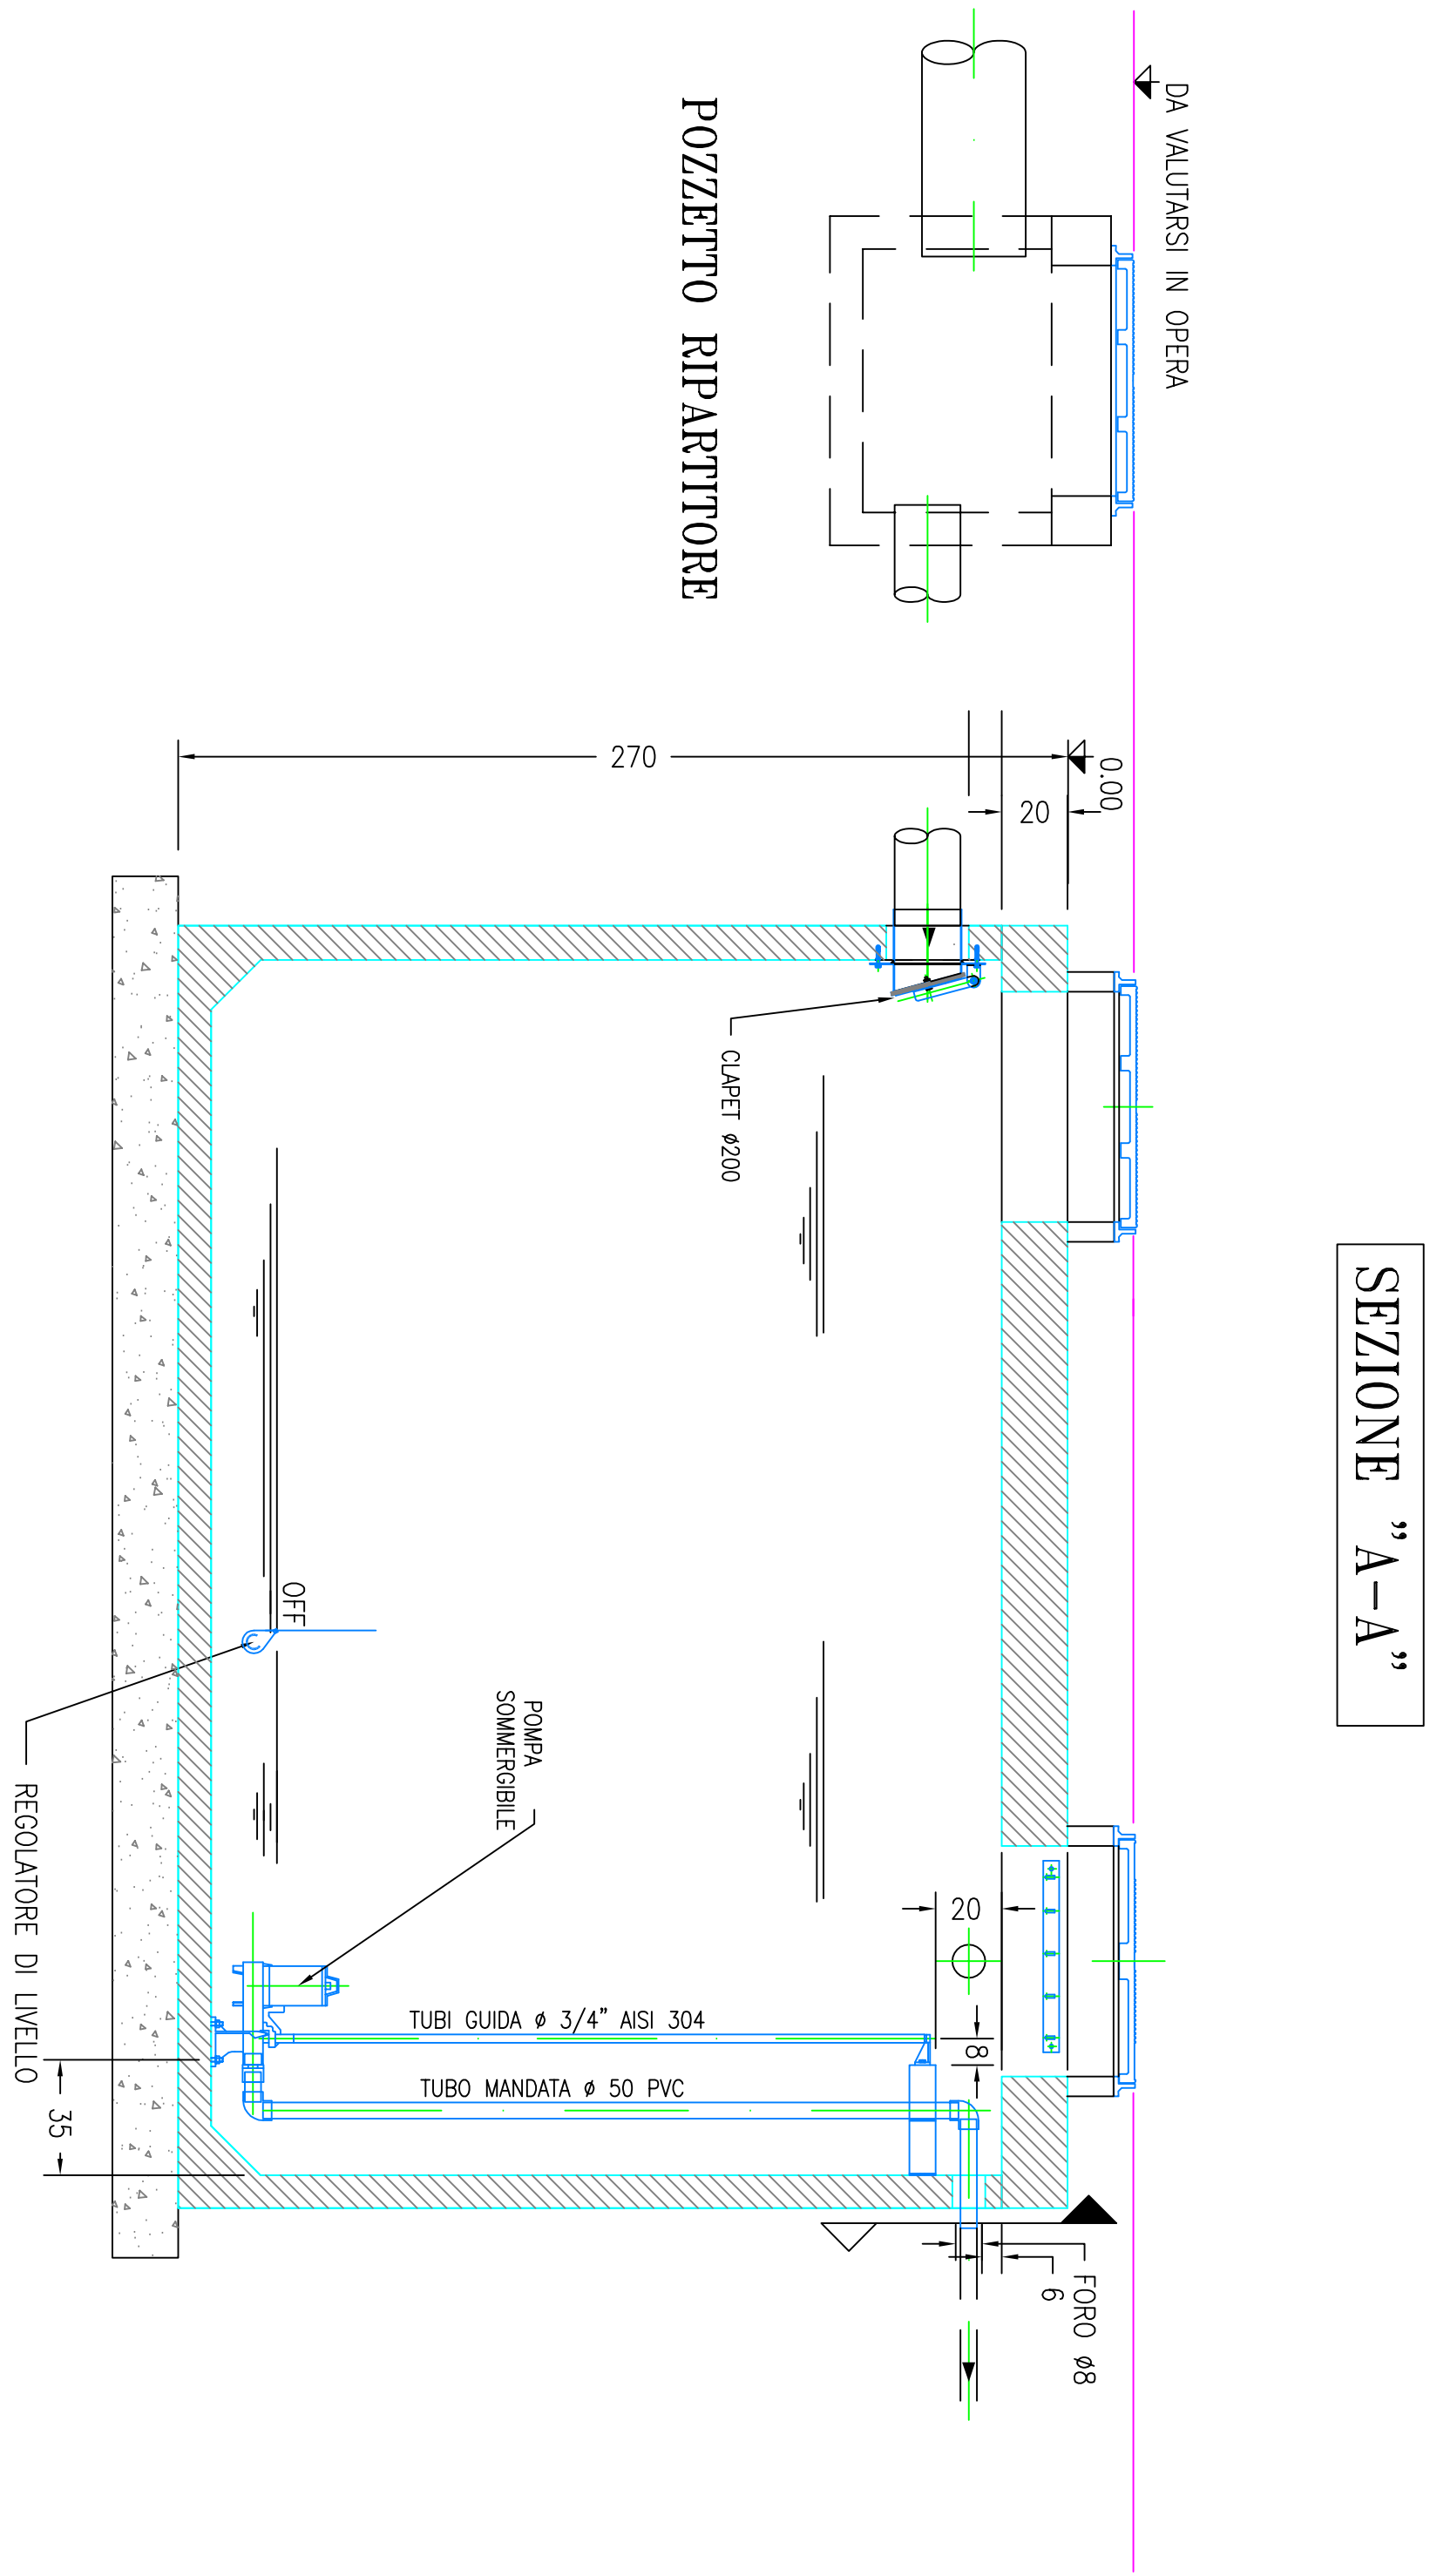 SEZIONE "A-A"
DA VALUTARSI IN OPERA
POZZETTO RIPARTITORE
0.00
20
270
CLAPET ø200
OFF
POMPA
SOMMERGIBILE
20
8
TUBI GUIDA ø 3/4" AISI 304
TUBO MANDATA ø 50 PVC
FORO ø8
6
REGOLATORE DI LIVELLO
35